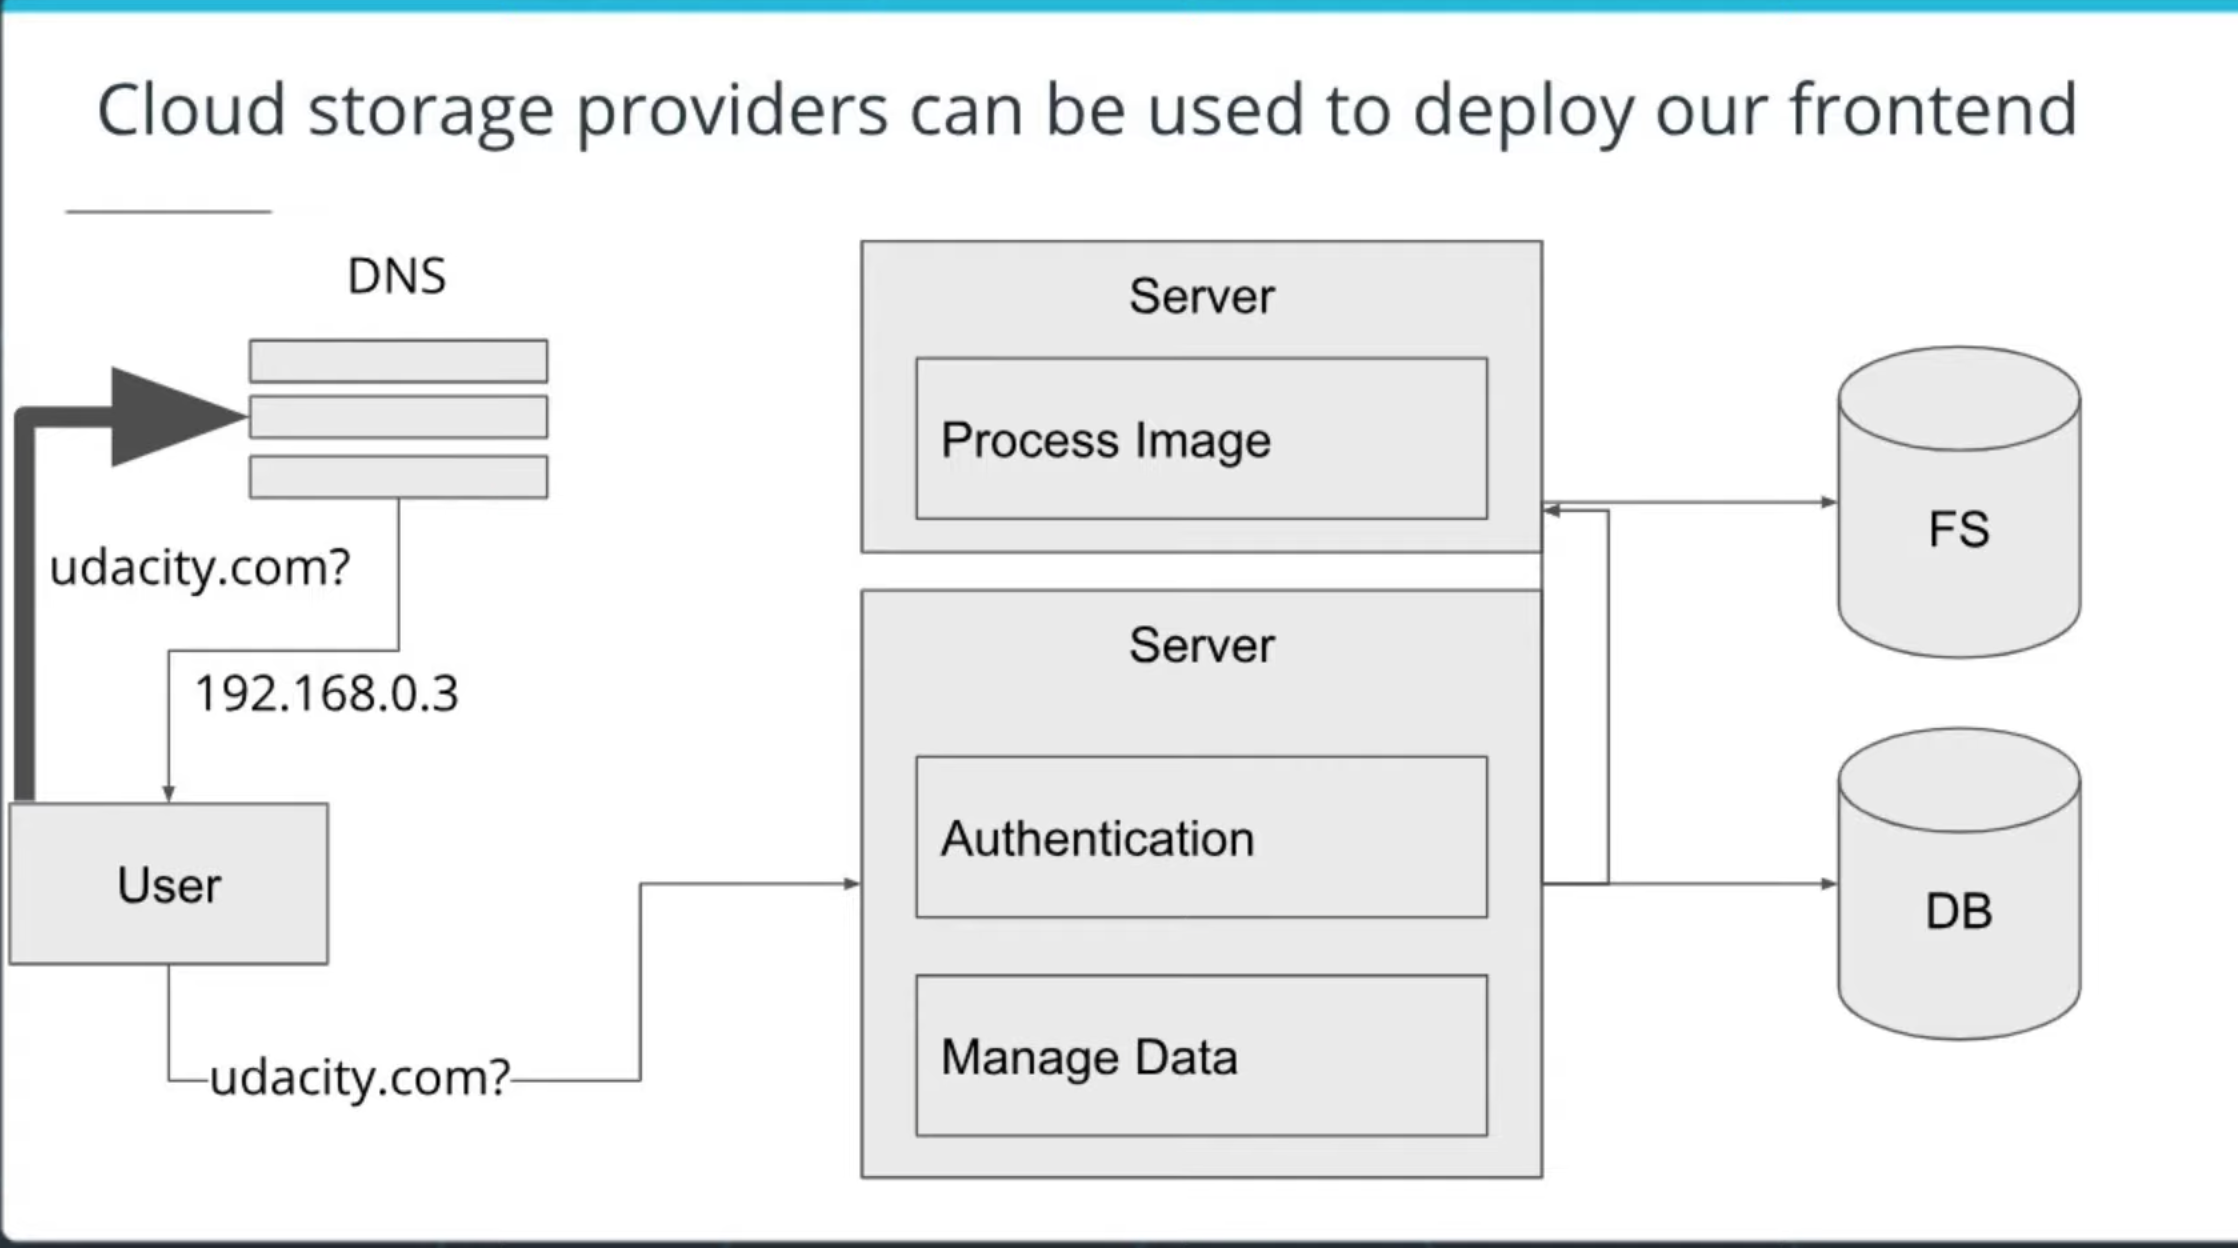 Cloud storage providers can be used to deploy our frontend
DNS
udacity.com?
192.168.0.3
User
udacity.com?
Server
Process Image
Server
Authentication
Manage Data
FS
DB